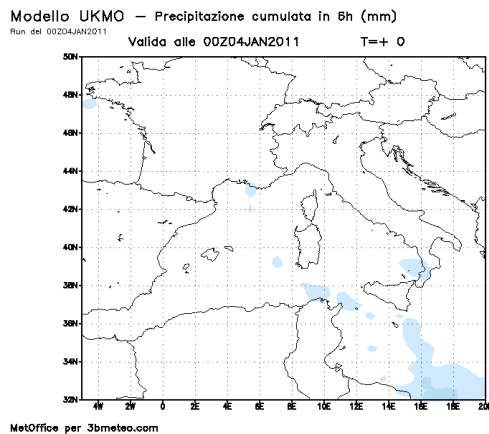 Modello UKMO – Precipitazione cumulata in 6h (mm)
Run del 00Z04JAN2011
Valida alle 00Z04JAN2011 T=+ 0
50N
48N
46N
44N
42N
40N
38N
36N
34N
32N
4W 2W 0 2E 4E 6E 8E 10E 12E 14E 16E 18E 20E
MetOffice per 3bmeteo.com